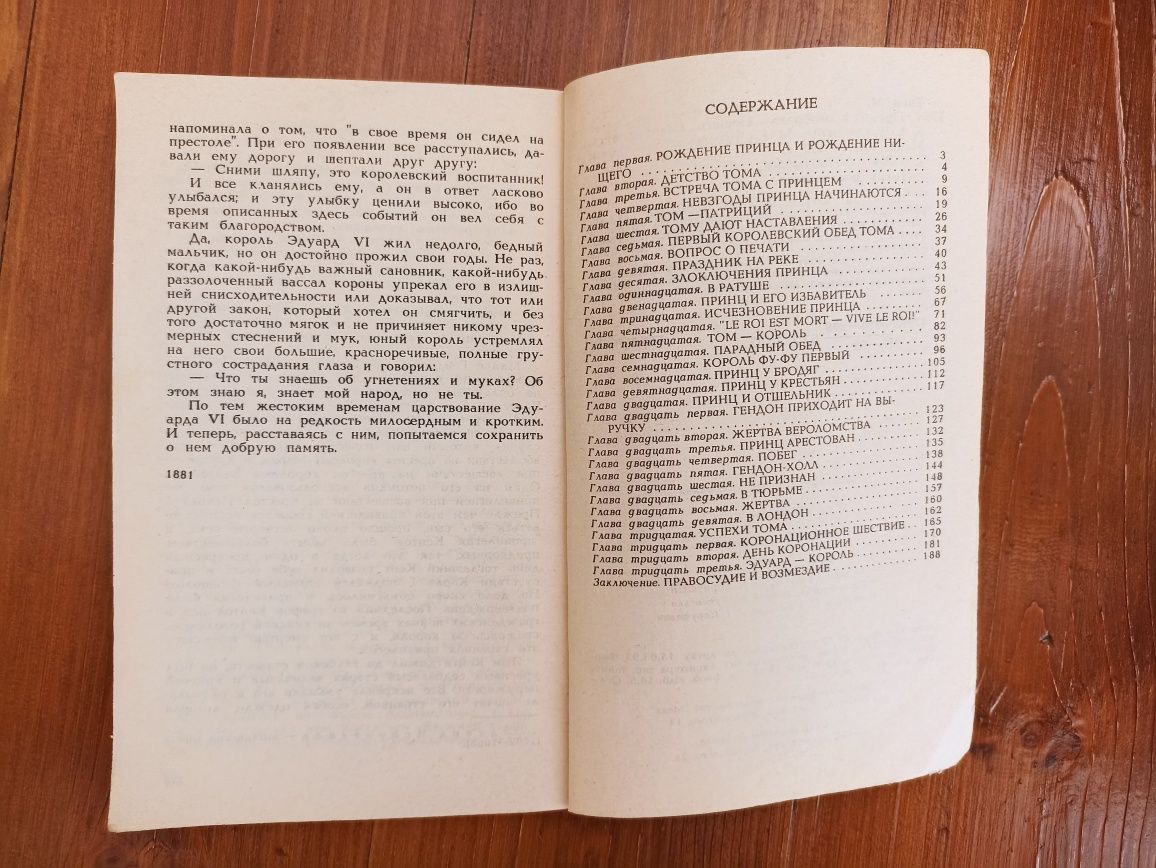 напоминала о том, что "в свое время он сидел на
престоле". При его появлении все расступались, да-
вали ему дорогу и шептали друг другу:
— Сними шляпу, это королевский воспитанник!
И все кланялись ему, а он в ответ ласково
улыбался; и эту улыбку ценили высоко, ибо во
время описанных здесь событий он вел себя с
таким благородством.
Да, король Эдуард VI жил недолго, бедный
мальчик, но он достойно прожил свои годы. Не раз,
когда какой-нибудь важный сановник, какой-нибудь
раззолоченный вассал короны упрекал его в излиш-
ней снисходительности или доказывал, что тот или
другой закон, который хотел он смягчить, и без
того достаточно мягок и не причиняет никому чрез-
мерных стеснений и мук, юный король устремлял
на него свои большие, красноречивые, полные гру-
стного сострадания глаза и говорил:
— Что ты знаешь об угнетениях и муках? Об
этом знаю я, знает мой народ, но не ты.
По тем жестоким временам царствование Эду-
арда VI было на редкость милосердным и кротким.
И теперь, расставаясь с ним, попытаемся сохранить
о нем добрую память.
1881
СОДЕРЖАНИЕ
Глава первая. РОЖДЕНИЕ ПРИНЦА И РОЖДЕНИЕ НИ-
ЩЕГО . . . . . 3
Глава вторая. ДЕТСТВО ТОМА . . . . . 4
Глава третья. ВСТРЕЧА ТОМА С ПРИНЦЕМ . . . . . 9
Глава четвертая. НЕВЗГОДЫ ПРИНЦА НАЧИНАЮТСЯ . . . 16
Глава пятая. ТОМ —ПАТРИЦИЙ . . . . . 19
Глава шестая. ТОМУ ДАЮТ НАСТАВЛЕНИЯ . . . . . 26
Глава седьмая. ПЕРВЫЙ КОРОЛЕВСКИЙ ОБЕД ТОМА . . . . 34
Глава восьмая. ВОПРОС О ПЕЧАТИ . . . . . 37
Глава девятая. ПРАЗДНИК НА РЕКЕ . . . . . 40
Глава десятая. ЗЛОКЛЮЧЕНИЯ ПРИНЦА . . . . . 43
Глава одиннадцатая. В РАТУШЕ . . . . . 51
Глава двенадцатая. ПРИНЦ И ЕГО ИЗБАВИТЕЛЬ . . . . . 56
Глава тринадцатая. ИСЧЕЗНОВЕНИЕ ПРИНЦА . . . . . 67
Глава четырнадцатая. "LE ROI EST MORT — VIVE LE ROI!" 71
Глава пятнадцатая. ТОМ — КОРОЛЬ . . . . . 82
Глава шестнадцатая. ПАРАДНЫЙ ОБЕД . . . . . 93
Глава семнадцатая. КОРОЛЬ ФУ-ФУ ПЕРВЫЙ . . . . . 96
Глава восемнадцатая. ПРИНЦ У БРОДЯГ . . . . . 105
Глава девятнадцатая. ПРИНЦ У КРЕСТЬЯН . . . . . 112
Глава двадцатая. ПРИНЦ И ОТШЕЛЬНИК . . . . . 117
Глава двадцать первая. ГЕНДОН ПРИХОДИТ НА ВЫ-
РУЧКУ . . . . . 123
Глава двадцать вторая. ЖЕРТВА ВЕРОЛОМСТВА . . . . . 127
Глава двадцать третья. ПРИНЦ АРЕСТОВАН . . . . . 132
Глава двадцать четвертая. ПОБЕГ . . . . . 135
Глава двадцать пятая. ГЕНДОН-ХОЛЛ . . . . . 138
Глава двадцать шестая. НЕ ПРИЗНАН . . . . . 144
Глава двадцать седьмая. В ТЮРЬМЕ . . . . . 148
Глава двадцать восьмая. ЖЕРТВА . . . . . 157
Глава двадцать девятая. В ЛОНДОН . . . . . 160
Глава тридцатая. УСПЕХИ ТОМА . . . . . 162
Глава тридцать первая. КОРОНАЦИОННОЕ ШЕСТВИЕ . . . 165
Глава тридцать вторая. ДЕНЬ КОРОНАЦИИ . . . . . 170
Глава тридцать третья. ЭДУАРД — КОРОЛЬ . . . . . 181
Заключение. ПРАВОСУДИЕ И ВОЗМЕЗДИЕ . . . . . 188